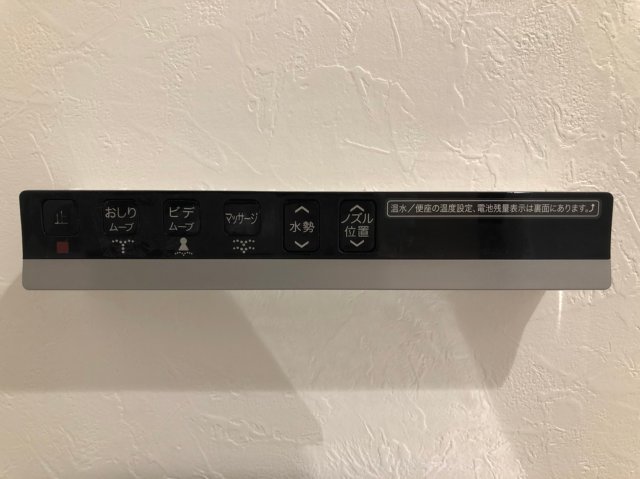 止
おしり
ムーブ
ビデ
ムーブ
マッサージ
水勢
ノズル
位置
温水／便座の温度設定、電池残量表示は裏面にあります。